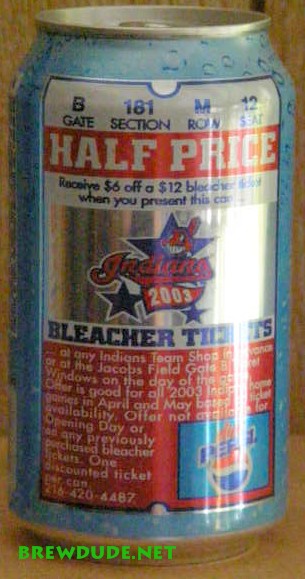 B 181 M 12
GATE SECTION ROW SEAT
HALF PRICE
Receive $6 off a $12 bleacher ticket
when you present this can
Indians
2003
BLEACHER TICKETS
... at any Indians Team Shop in advance
or at the Jacobs Field Gate
Windows on the day of the
Offer is good for all 2003 home
games in April and May based ticket
availability. Offer not available for
Opening Day or
on any previously
purchased bleacher
tickets. One
discounted ticket
per can.
216-420-4487
PEPSI
BREWDUDE.NET